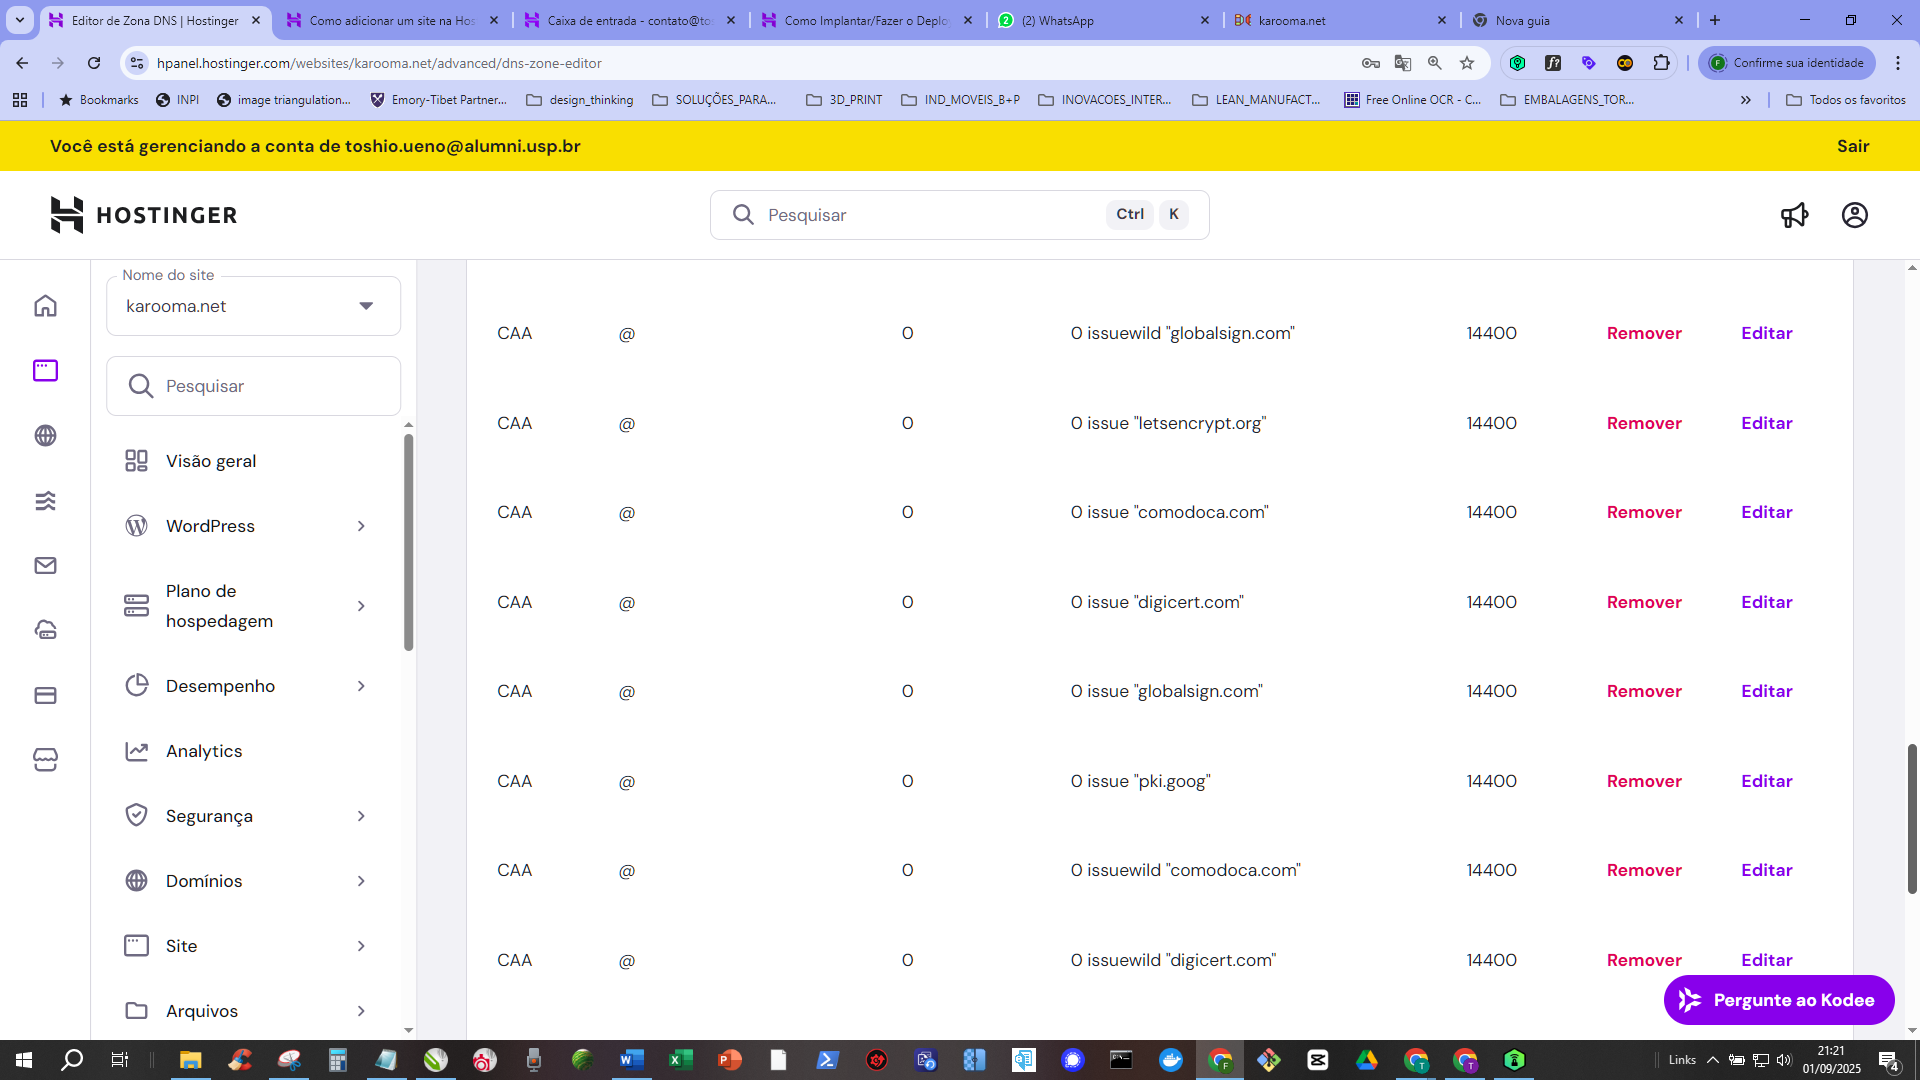 Editor de Zona DNS | Hostinger
Como adicionar um site na Hos
Caixa de entrada - contato@tos
Como Implantar/Fazer o Deplo
(2) WhatsApp
karooma.net
Nova guia
hpanel.hostinger.com/websites/karooma.net/advanced/dns-zone-editor
Confirme sua identidade
Bookmarks
INPI
image triangulation...
Emory-Tibet Partner...
design_thinking
SOLUÇÕES_PARA...
3D_PRINT
IND_MOVEIS_B+P
INOVACOES_INTER...
LEAN_MANUFACT...
Free Online OCR - C...
EMBALAGENS_TOR...
Todos os favoritos
Você está gerenciando a conta de toshio.ueno@alumni.usp.br
Sair
HOSTINGER
Pesquisar
Ctrl
K
Nome do site
karooma.net
Pesquisar
Visão geral
WordPress
Plano de
hospedagem
Desempenho
Analytics
Segurança
Domínios
Site
Arquivos
CAA @ 0 0 issuewild "globalsign.com" 14400 Remover Editar
CAA @ 0 0 issue "letsencrypt.org" 14400 Remover Editar
CAA @ 0 0 issue "comodoca.com" 14400 Remover Editar
CAA @ 0 0 issue "digicert.com" 14400 Remover Editar
CAA @ 0 0 issue "globalsign.com" 14400 Remover Editar
CAA @ 0 0 issue "pki.goog" 14400 Remover Editar
CAA @ 0 0 issuewild "comodoca.com" 14400 Remover Editar
CAA @ 0 0 issuewild "digicert.com" 14400 Remover Editar
Pergunte ao Kodee
Links
21:21
01/09/2025
4